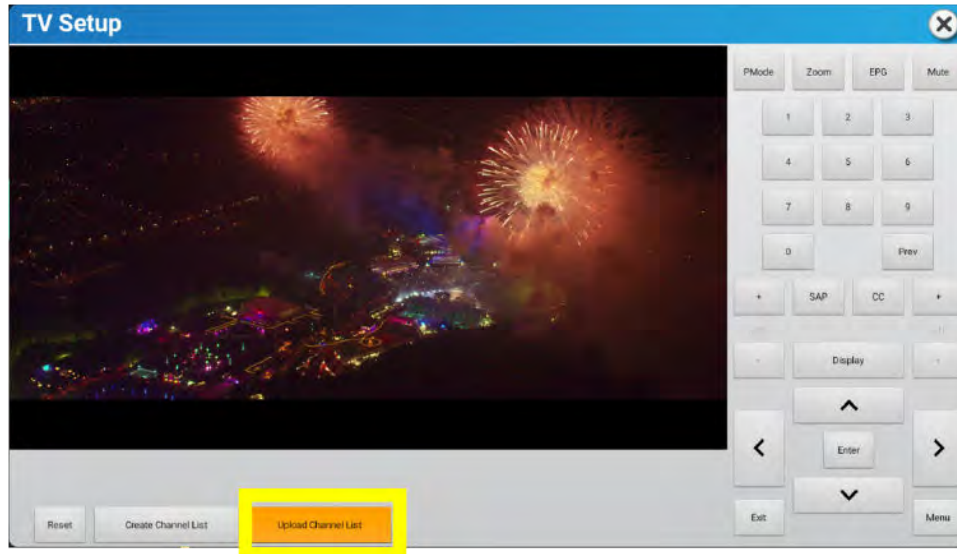 TV Setup
PMode Zoom EPG Mute
1 2 3
4 5 6
7 8 9
0 Prev
+ SAP CC +
- Display -
Enter
Reset Create Channel List Upload Channel List
Exit Menu